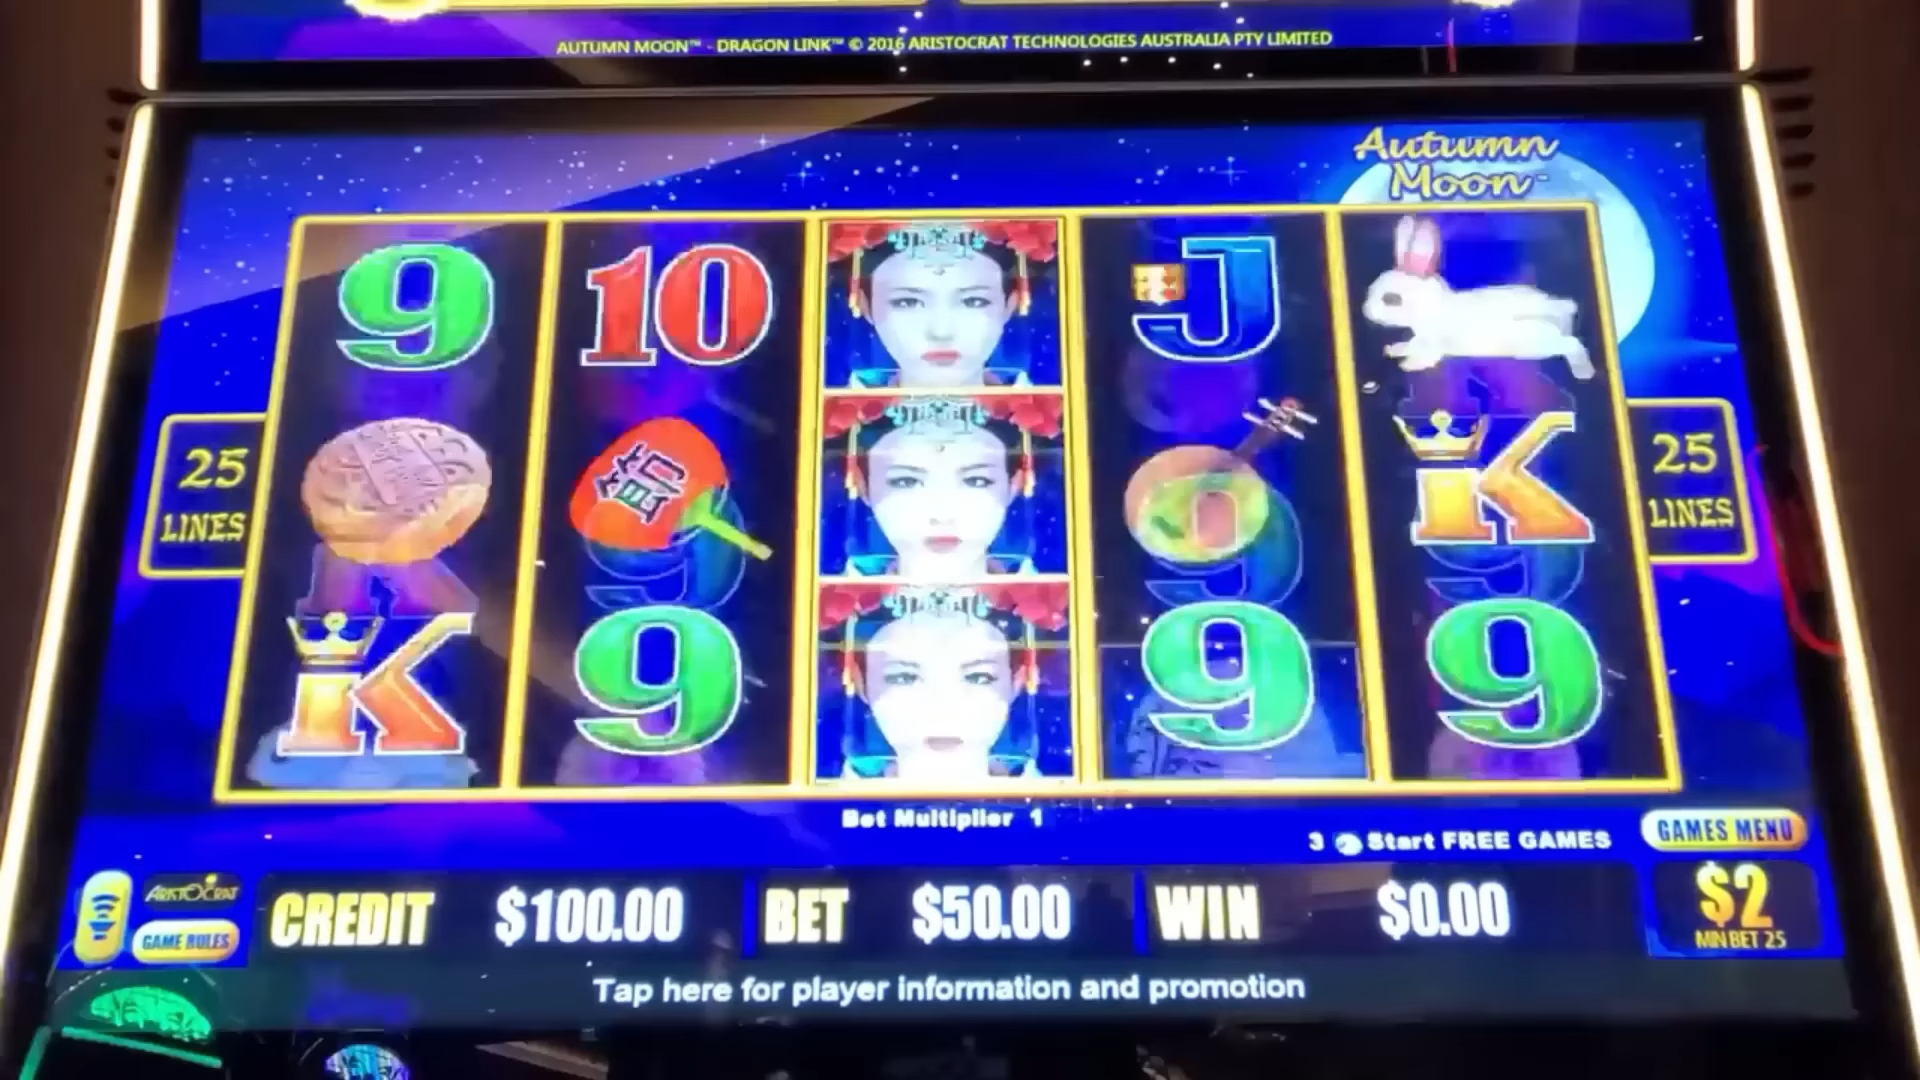 AUTUMN MOON™ - DRAGON LINK™ © 2016 ARISTOCRAT TECHNOLOGIES AUSTRALIA PTY LIMITED
Autumn
Moon™
9
10
J
25
LINES
K
25
LINES
K
9
9
9
Bet Multiplier 1
3 Start FREE GAMES
GAMES MENU
ARISTOCRAT
GAME RULES
CREDIT $100.00 BET $50.00 WIN $0.00
$2
MIN BET 25
Tap here for player information and promotion